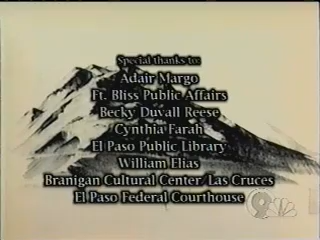 Special thanks to:
Adair Margo
Ft. Bliss Public Affairs
Becky Duvall Reese
Cynthia Farah
El Paso Public Library
William Elias
Branigan Cultural Center/Las Cruces
El Paso Federal Courthouse
9